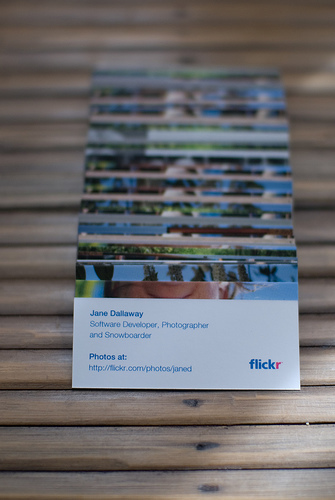 Jane Dallaway
Software Developer, Photographer
and Snowboarder
Photos at:
http://flickr.com/photos/janed
flickr